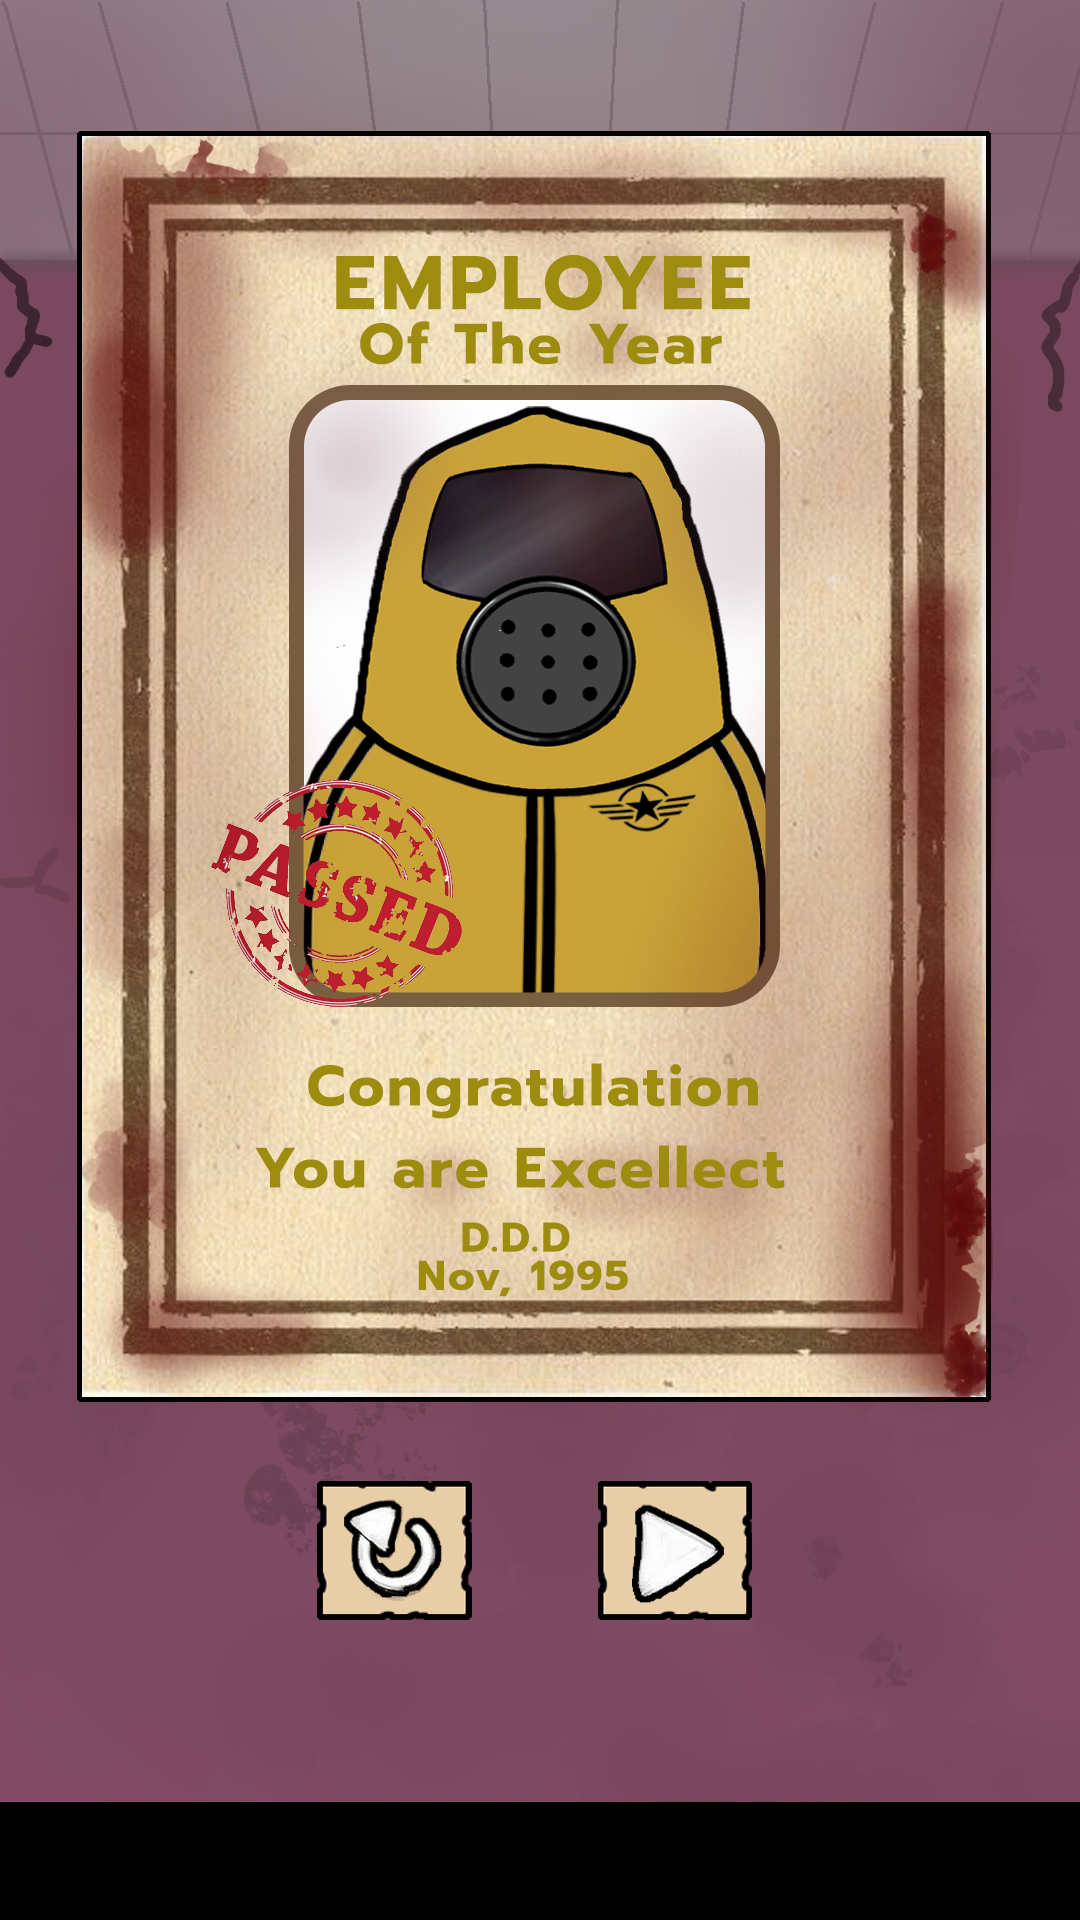 EMPLOYEE
Of The Year
PASSED
Congratulation
You are Excellect
D.D.D
Nov, 1995